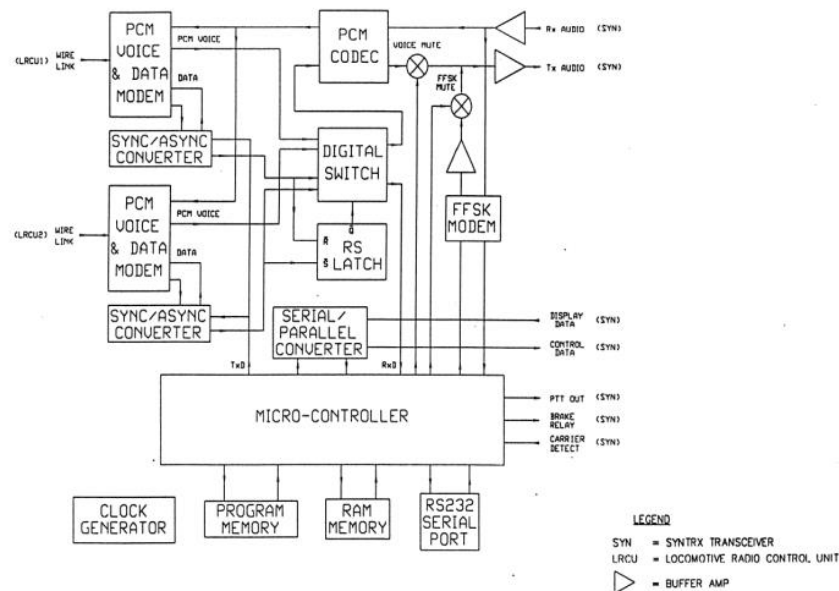 PCM
VOICE
& DATA
MODEM
(LRCU1) WIRE
LINK
PCM VOICE
DATA
SYNC/ASYNC
CONVERTER
PCM
CODEC
VOICE MUTE
FFSK
MUTE
Rx AUDIO (SYN)
Tx AUDIO (SYN)
DIGITAL
SWITCH
Q
R
S
RS
LATCH
FFSK
MODEM
PCM
VOICE
& DATA
MODEM
(LRCU2) WIRE
LINK
PCM VOICE
DATA
SYNC/ASYNC
CONVERTER
SERIAL/
PARALLEL
CONVERTER
TxD
RxD
DISPLAY
DATA (SYN)
CONTROL
DATA (SYN)
MICRO-CONTROLLER
PTT OUT (SYN)
BRAKE
RELAY (SYN)
CARRIER
DETECT (SYN)
CLOCK
GENERATOR
PROGRAM
MEMORY
RAM
MEMORY
RS232
SERIAL
PORT
LEGEND
SYN = SYNTRX TRANSCEIVER
LRCU = LOCOMOTIVE RADIO CONTROL UNIT
= BUFFER AMP